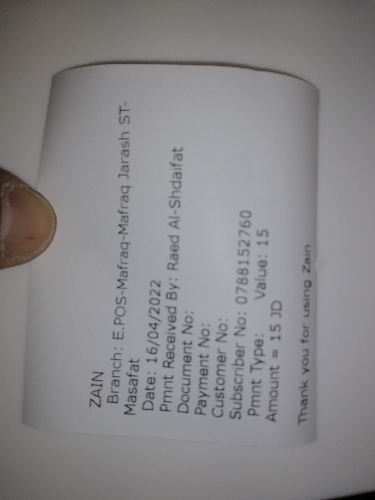 ZAIN
Branch: E.POS-Mafraq-Mafraq Jarash ST-
Masafat
Date: 16/04/2022
Pmnt Received By: Raed Al-Shdaifat
Document No:
Payment No:
Customer No:
Subscriber No: 0788152760
Pmnt Type: Value: 15
Amount = 15 JD
Thank you for using Zain